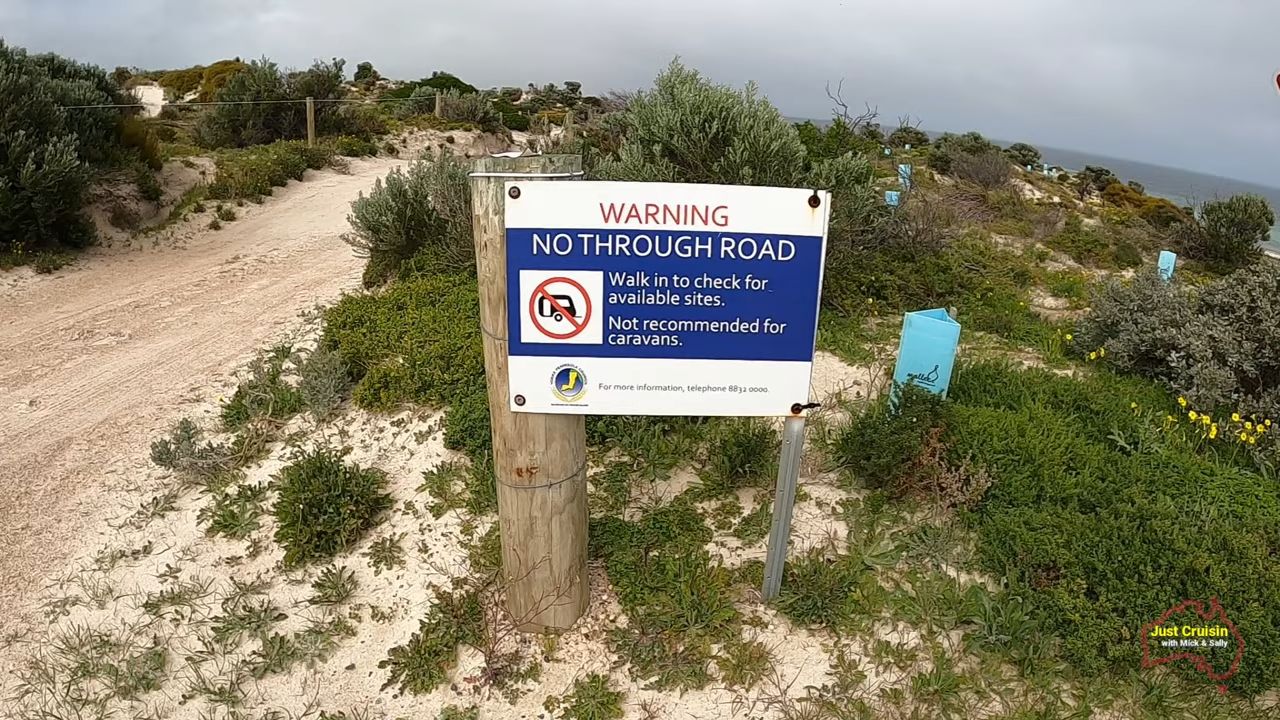 WARNING
NO THROUGH ROAD
Walk in to check for
available sites.
Not recommended for
caravans.
For more information, telephone 8832 0000.
Just Cruisin
with Mick & Sally